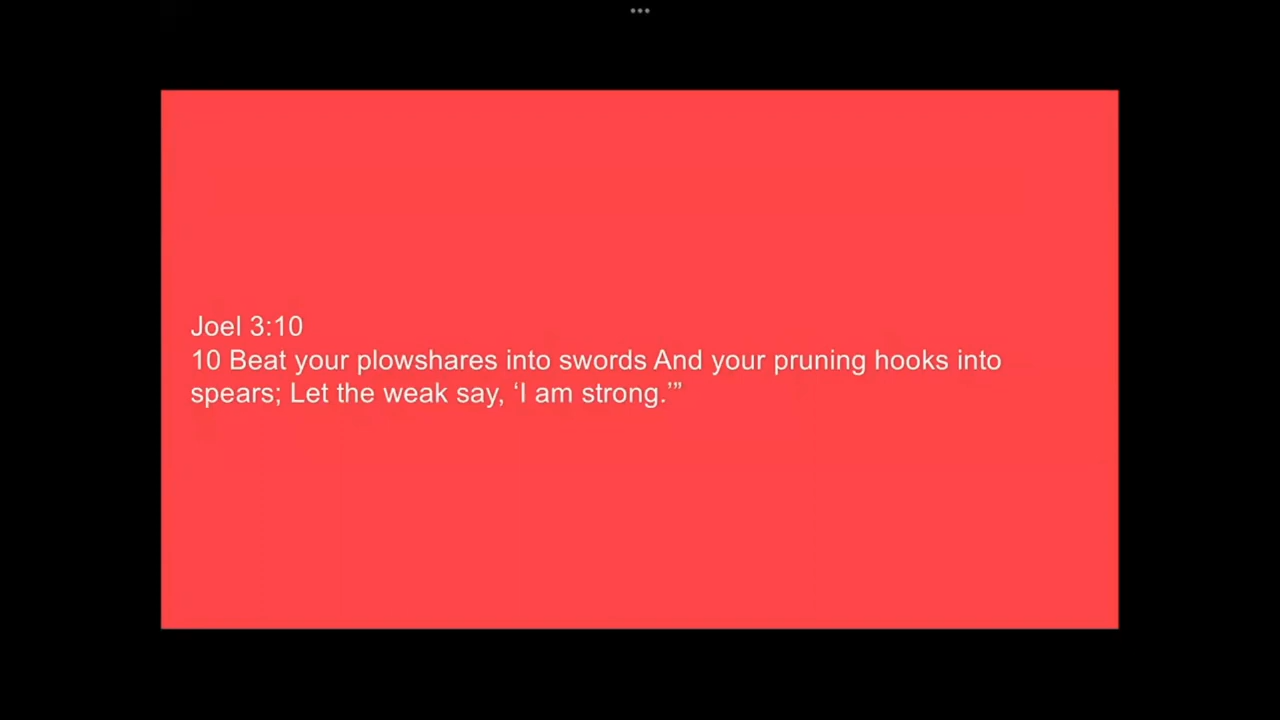 Joel 3:10
10 Beat your plowshares into swords And your pruning hooks into
spears; Let the weak say, ‘I am strong.’”